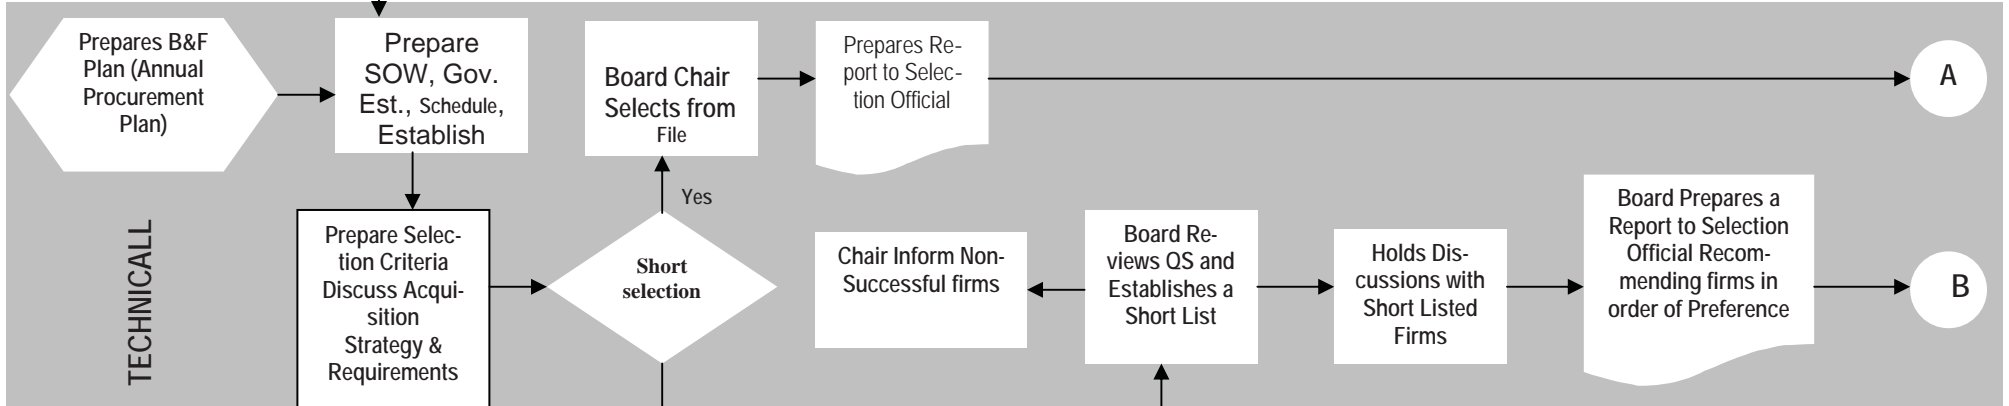 Prepares B&F
Plan (Annual
Procurement
Plan)
Prepare
SOW, Gov.
Est., Schedule,
Establish
Board Chair
Selects from
File
Prepares Re-
port to Selec-
tion Official
A
Yes
TECHNICALL
Prepare Selec-
tion Criteria
Discuss Acqui-
sition
Strategy &
Requirements
Short
selection
Chair Inform Non-
Successful firms
Board Re-
views QS and
Establishes a
Short List
Holds Dis-
cussions with
Short Listed
Firms
Board Prepares a
Report to Selection
Official Recom-
mending firms in
order of Preference
B